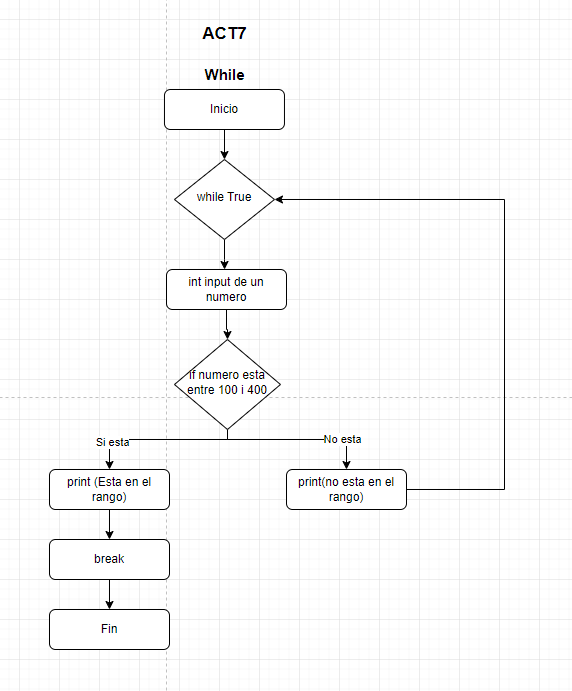 ACT7
While
Inicio
while True
int input de un
numero
if numero esta
entre 100 i 400
Si esta
No esta
print (Esta en el
rango)
print(no esta en el
rango)
break
Fin